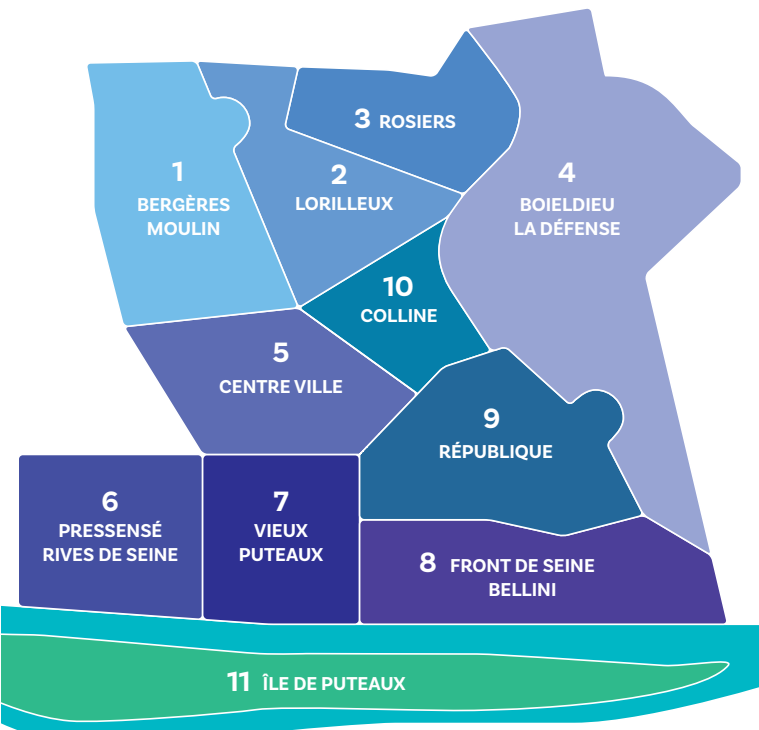 3 ROSIERS
1
BERGÈRES
MOULIN
2
LORILLEUX
4
BOIELDIEU
LA DÉFENSE
10
COLLINE
5
CENTRE VILLE
9
RÉPUBLIQUE
6
PRESSENSÉ
RIVES DE SEINE
7
VIEUX
PUTEAUX
8 FRONT DE SEINE
BELLINI
11 ÎLE DE PUTEAUX